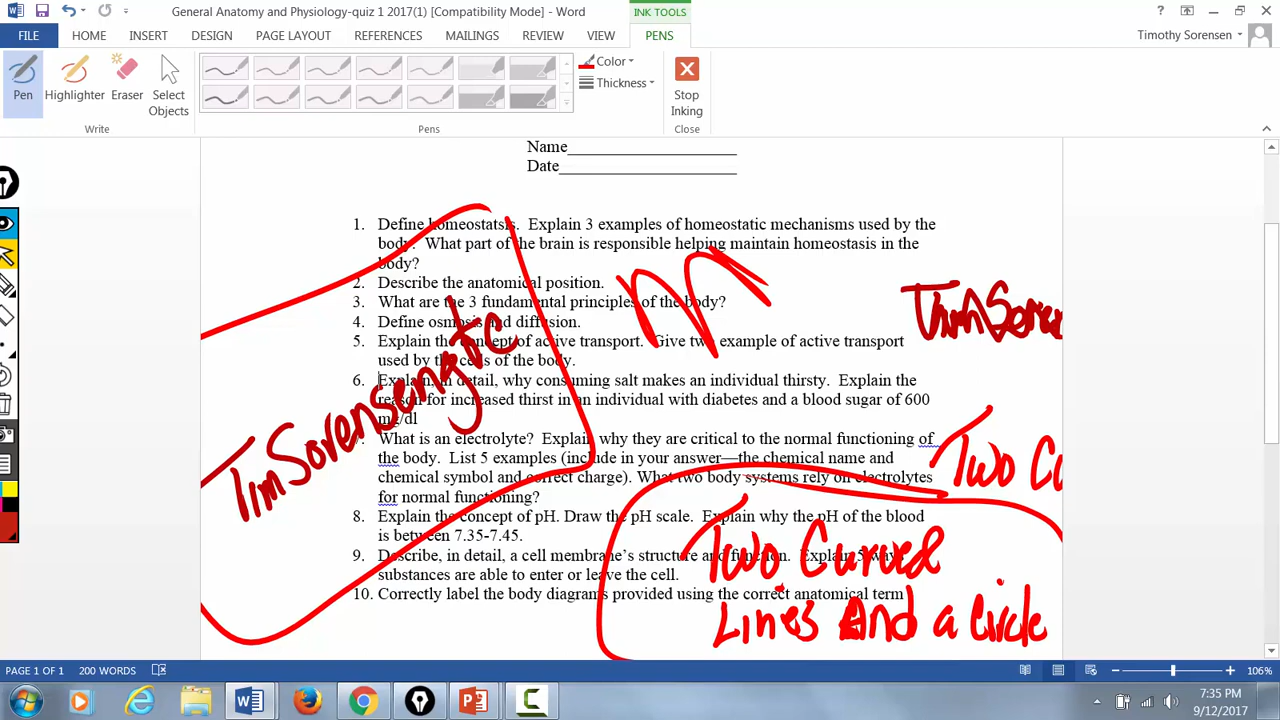 General Anatomy and Physiology-quiz 1 2017(1) [Compatibility Mode] - Word
INK TOOLS
FILE HOME INSERT DESIGN PAGE LAYOUT REFERENCES MAILINGS REVIEW VIEW PENS
Timothy Sorensen
Pen Highlighter Eraser Select Objects
Color
Thickness
Stop Inking
Write Pens Close
Name
Date
1. Define homeostatsis. Explain 3 examples of homeostatic mechanisms used by the
body. What part of the brain is responsible helping maintain homeostasis in the
body?
2. Describe the anatomical position.
3. What are the 3 fundamental principles of the body?
4. Define osmosis and diffusion.
5. Explain the concept of active transport. Give two example of active transport
used by the cells of the body.
6. Explain, in detail, why consuming salt makes an individual thirsty. Explain the
reason for increased thirst in an individual with diabetes and a blood sugar of 600
mg/dl
7. What is an electrolyte? Explain why they are critical to the normal functioning of
the body. List 5 examples (include in your answer—the chemical name and
chemical symbol and correct charge). What two body systems rely on electrolytes
for normal functioning?
8. Explain the concept of pH. Draw the pH scale. Explain why the pH of the blood
is between 7.35-7.45.
9. Describe, in detail, a cell membrane's structure and function. Explain 5 ways
substances are able to enter or leave the cell.
10. Correctly label the body diagrams provided using the correct anatomical term
m
Tim Soren
TimSorensengtc
Two Cu
Two Curved
Lines And a Circle
PAGE 1 OF 1 200 WORDS
106%
7:35 PM
9/12/2017